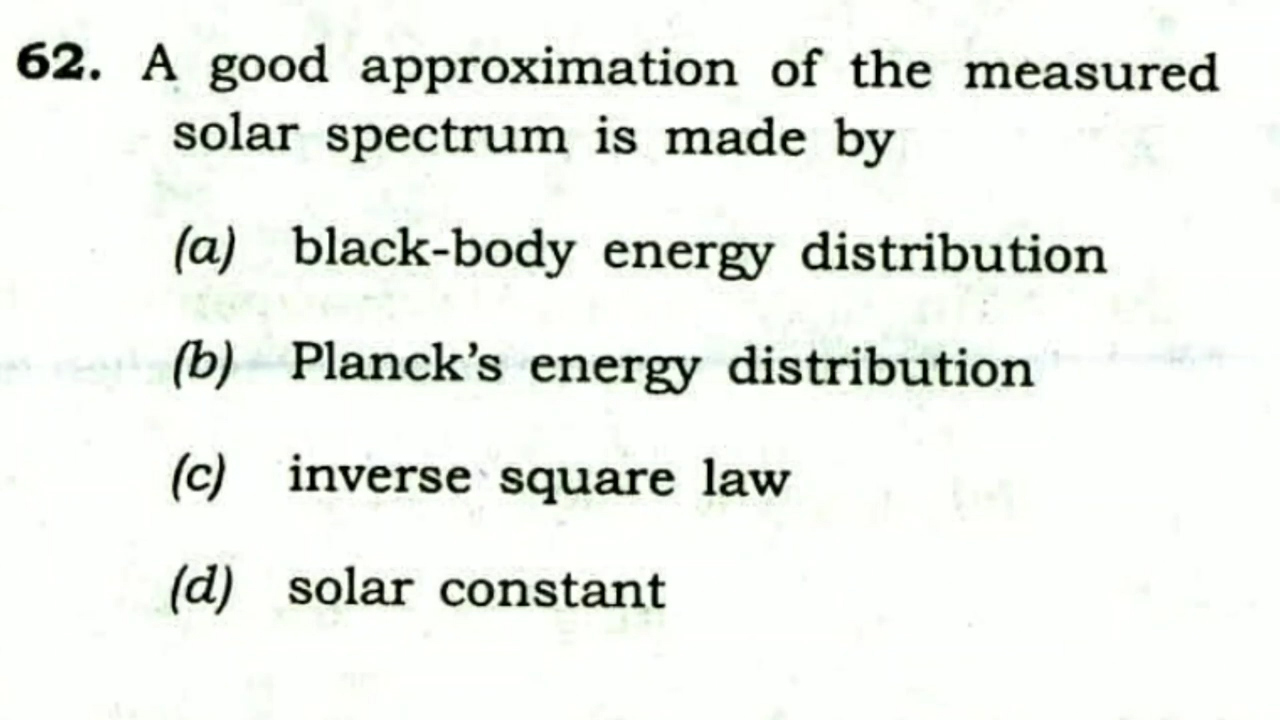 62. A good approximation of the measured
solar spectrum is made by
(a) black-body energy distribution
(b) Planck's energy distribution
(c) inverse square law
(d) solar constant